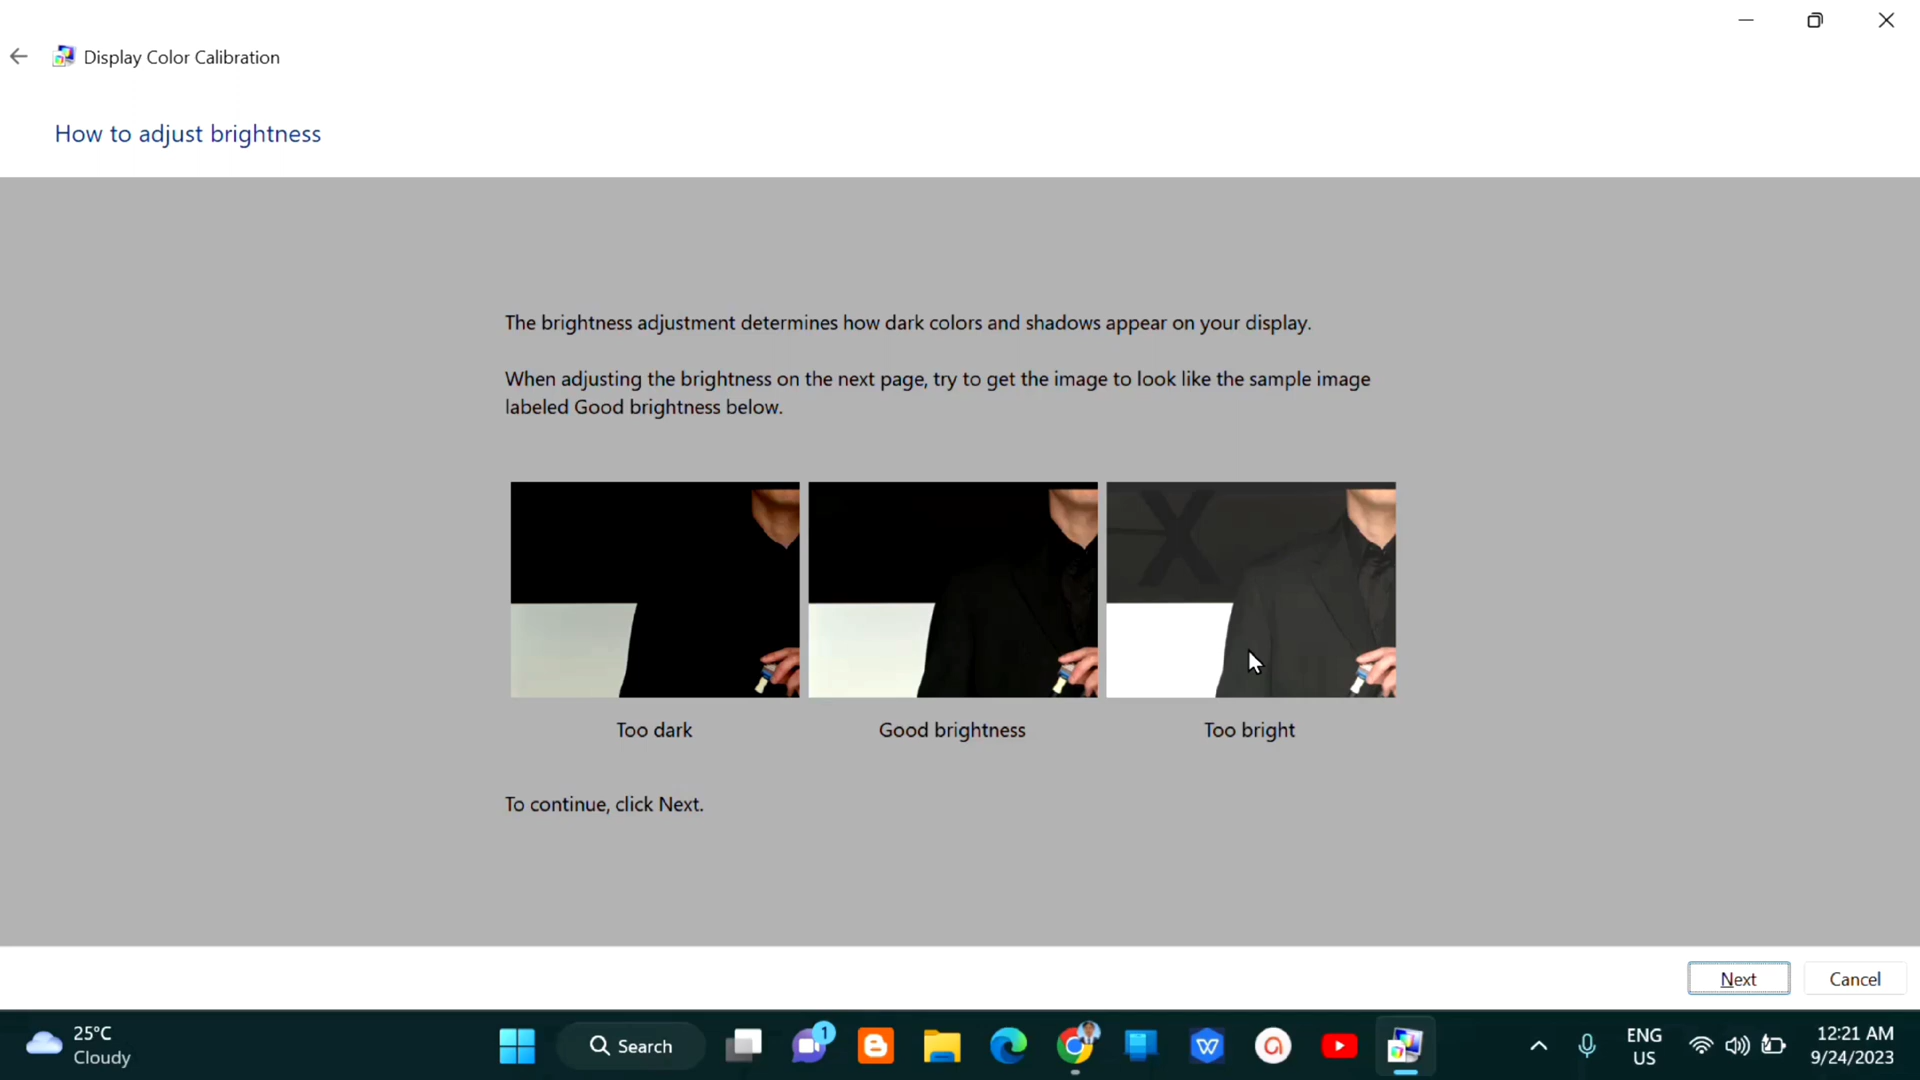 Display Color Calibration
How to adjust brightness
The brightness adjustment determines how dark colors and shadows appear on your display.
When adjusting the brightness on the next page, try to get the image to look like the sample image
labeled Good brightness below.
X
Too dark
Good brightness
Too bright
To continue, click Next.
Next
Cancel
25°C
Cloudy
Search
1
ENG
US
12:21 AM
9/24/2023